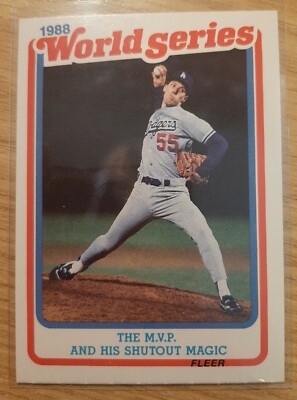 1988
World series
Dodgers
55
THE M.V.P.
AND HIS SHUTOUT MAGIC
FLEER